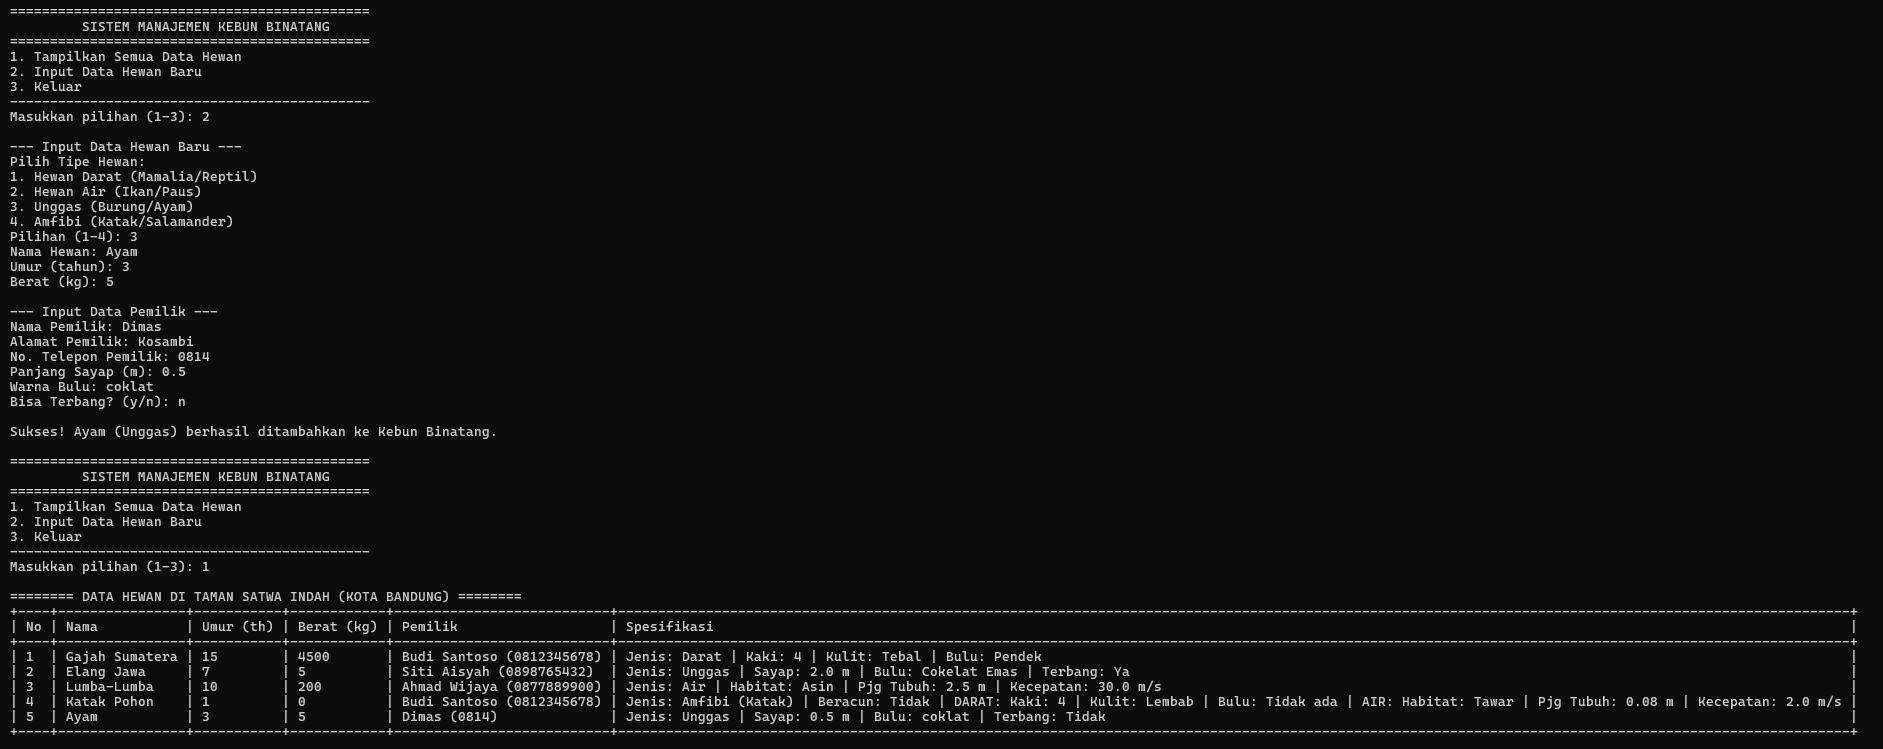 =============================================
         SISTEM MANAJEMEN KEBUN BINATANG
=============================================
1. Tampilkan Semua Data Hewan
2. Input Data Hewan Baru
3. Keluar
---------------------------------------------
Masukkan pilihan (1-3): 2

--- Input Data Hewan Baru ---
Pilih Tipe Hewan:
1. Hewan Darat (Mamalia/Reptil)
2. Hewan Air (Ikan/Paus)
3. Unggas (Burung/Ayam)
4. Amfibi (Katak/Salamander)
Pilihan (1-4): 3
Nama Hewan: Ayam
Umur (tahun): 3
Berat (kg): 5

--- Input Data Pemilik ---
Nama Pemilik: Dimas
Alamat Pemilik: Kosambi
No. Telepon Pemilik: 0814
Panjang Sayap (m): 0.5
Warna Bulu: coklat
Bisa Terbang? (y/n): n

Sukses! Ayam (Unggas) berhasil ditambahkan ke Kebun Binatang.

=============================================
         SISTEM MANAJEMEN KEBUN BINATANG
=============================================
1. Tampilkan Semua Data Hewan
2. Input Data Hewan Baru
3. Keluar
---------------------------------------------
Masukkan pilihan (1-3): 1

======== DATA HEWAN DI TAMAN SATWA INDAH (KOTA BANDUNG) ========
| No | Nama           | Umur (th) | Berat (kg) | Pemilik                   | Spesifikasi |
| 1  | Gajah Sumatera | 15        | 4500       | Budi Santoso (0812345678) | Jenis: Darat | Kaki: 4 | Kulit: Tebal | Bulu: Pendek |
| 2  | Elang Jawa     | 7         | 5          | Siti Aisyah (0898765432)  | Jenis: Unggas | Sayap: 2.0 m | Bulu: Cokelat Emas | Terbang: Ya |
| 3  | Lumba-Lumba    | 10        | 200        | Ahmad Wijaya (0877889900) | Jenis: Air | Habitat: Asin | Pjg Tubuh: 2.5 m | Kecepatan: 30.0 m/s |
| 4  | Katak Pohon    | 1         | 0          | Budi Santoso (0812345678) | Jenis: Amfibi (Katak) | Beracun: Tidak | DARAT: Kaki: 4 | Kulit: Lembab | Bulu: Tidak ada | AIR: Habitat: Tawar | Pjg Tubuh: 0.08 m | Kecepatan: 2.0 m/s |
| 5  | Ayam           | 3         | 5          | Dimas (0814)              | Jenis: Unggas | Sayap: 0.5 m | Bulu: coklat | Terbang: Tidak |